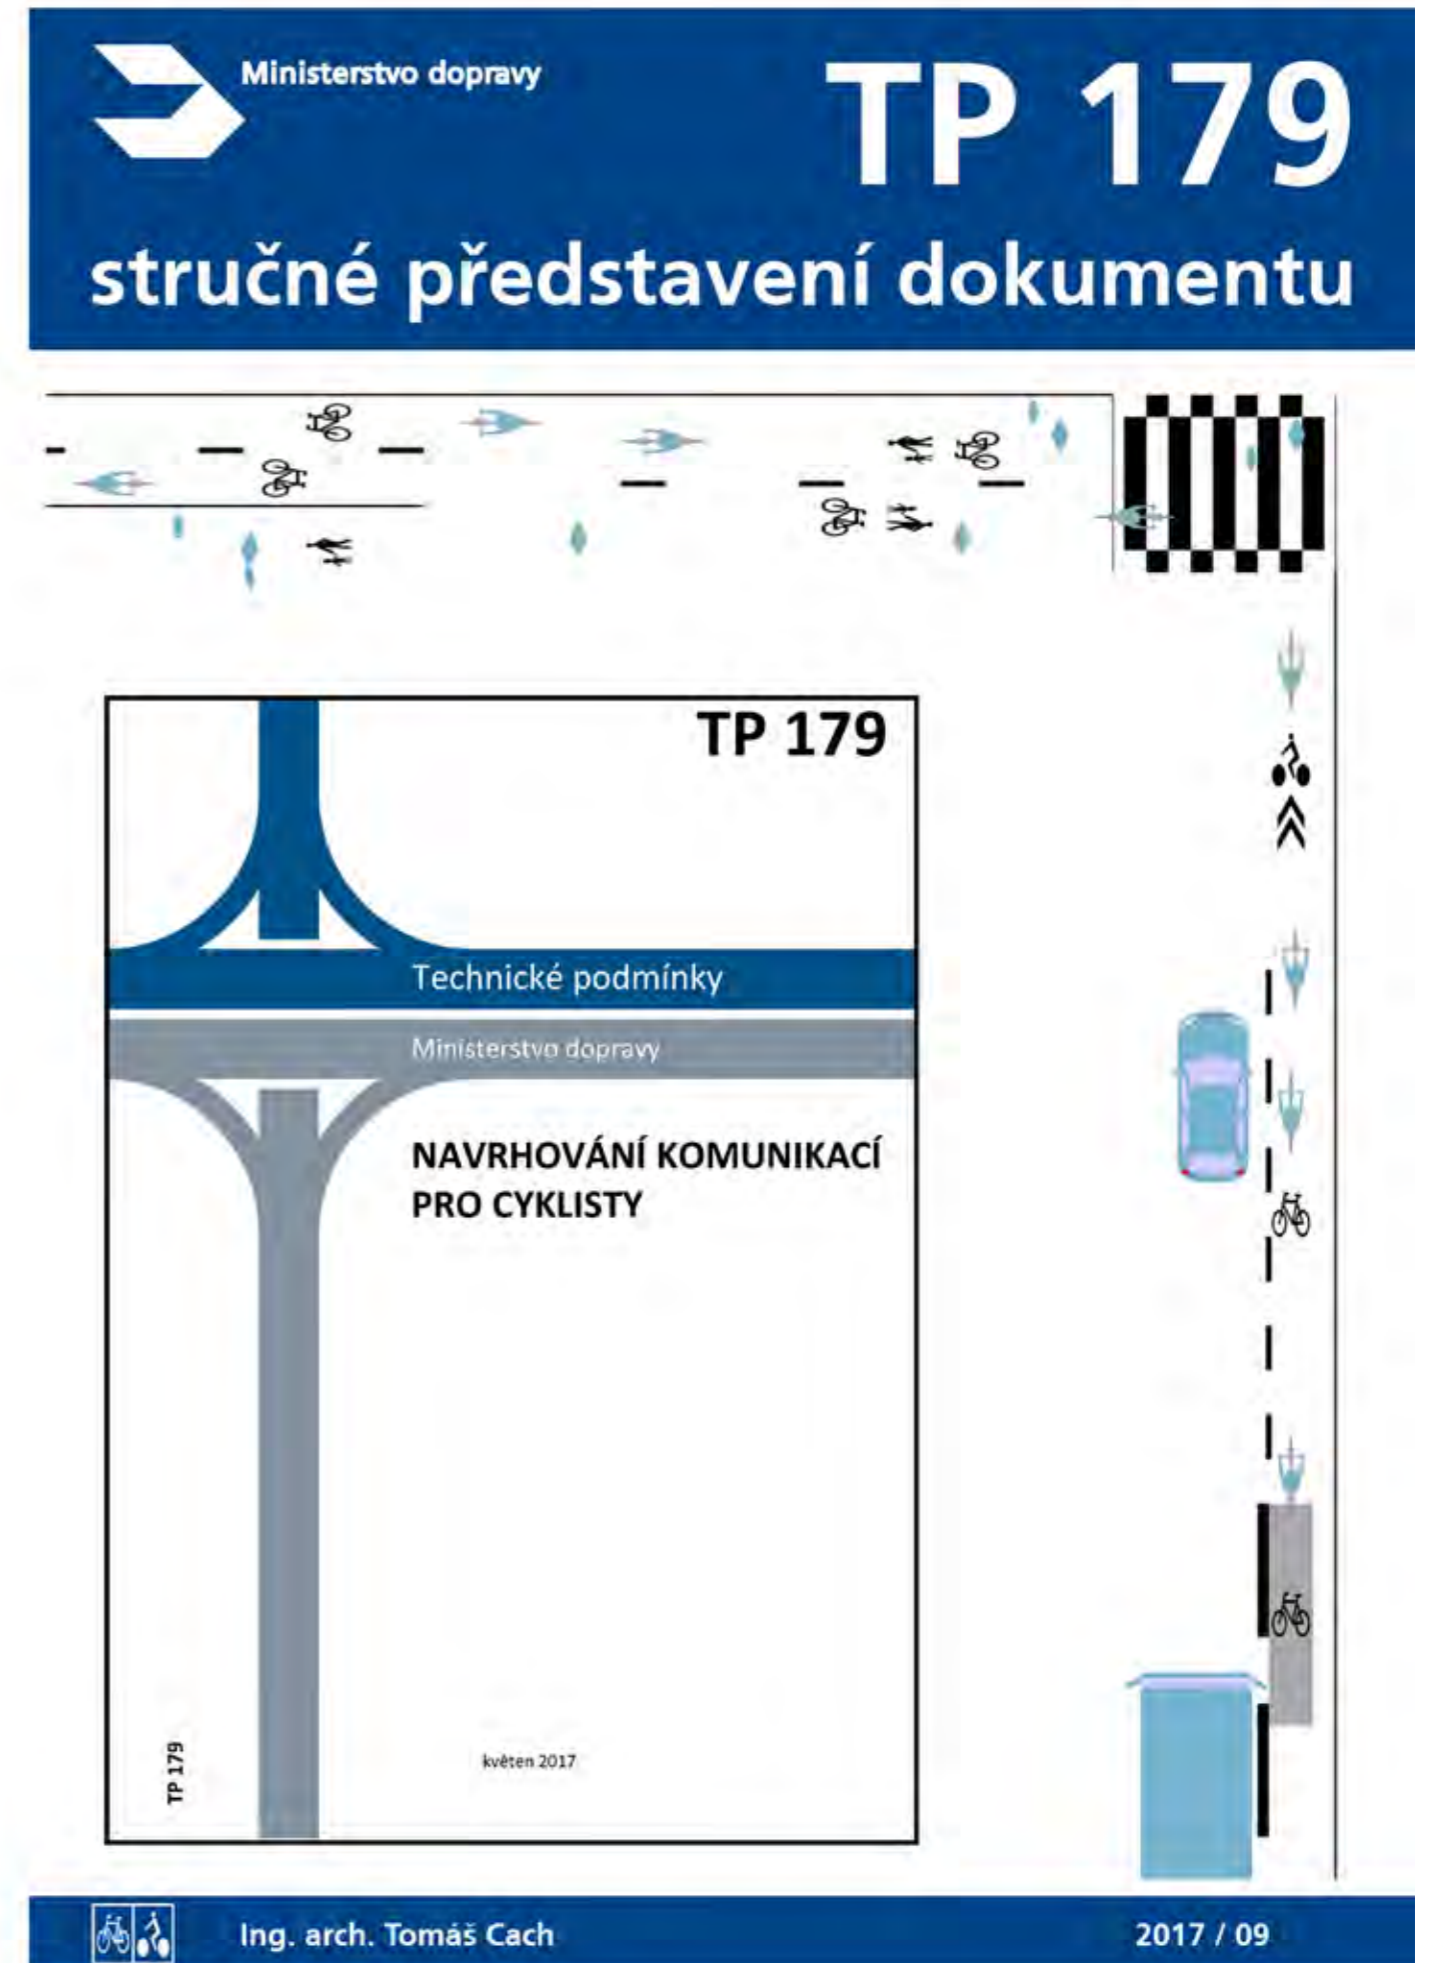 Ministerstvo dopravy
TP 179
stručné představení dokumentu
TP 179
Technické podmínky
Ministerstvo dopravy
NAVRHOVÁNÍ KOMUNIKACÍ
PRO CYKLISTY
TP 179
květen 2017
Ing. arch. Tomáš Cach
2017 / 09